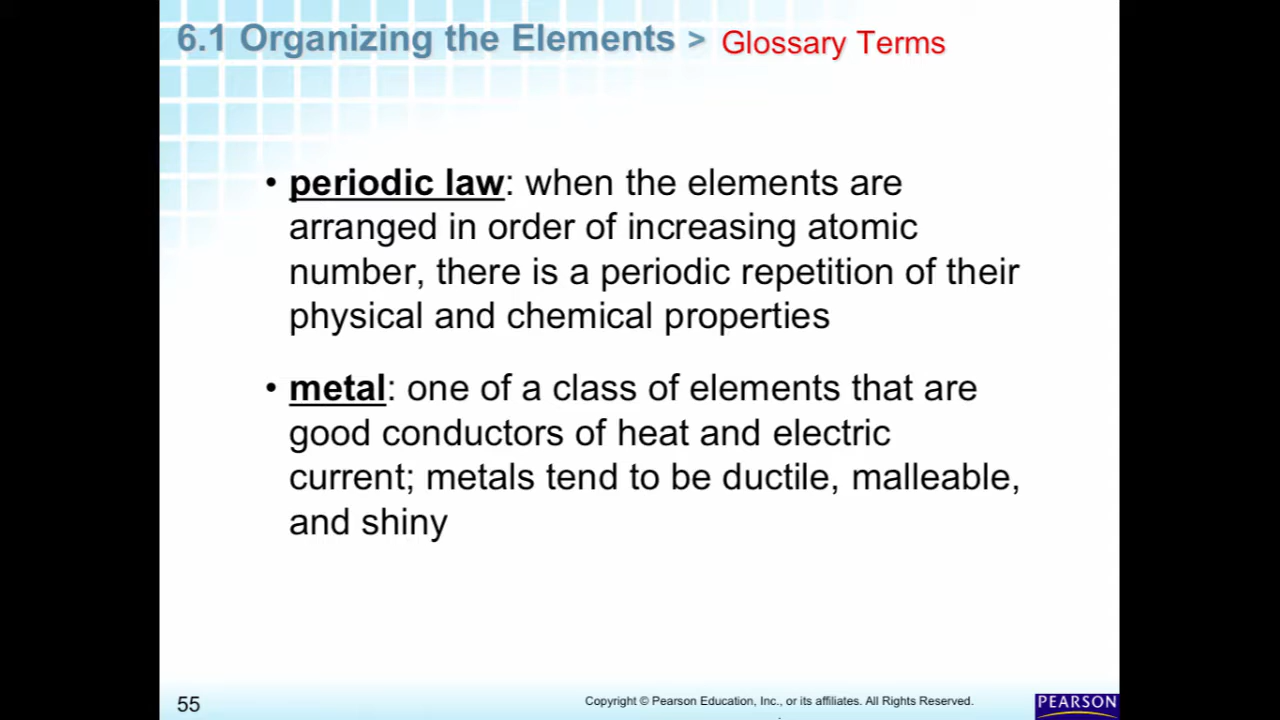 6.1 Organizing the Elements > Glossary Terms
• periodic law: when the elements are
arranged in order of increasing atomic
number, there is a periodic repetition of their
physical and chemical properties
• metal: one of a class of elements that are
good conductors of heat and electric
current; metals tend to be ductile, malleable,
and shiny
55
Copyright © Pearson Education, Inc., or its affiliates. All Rights Reserved.
PEARSON